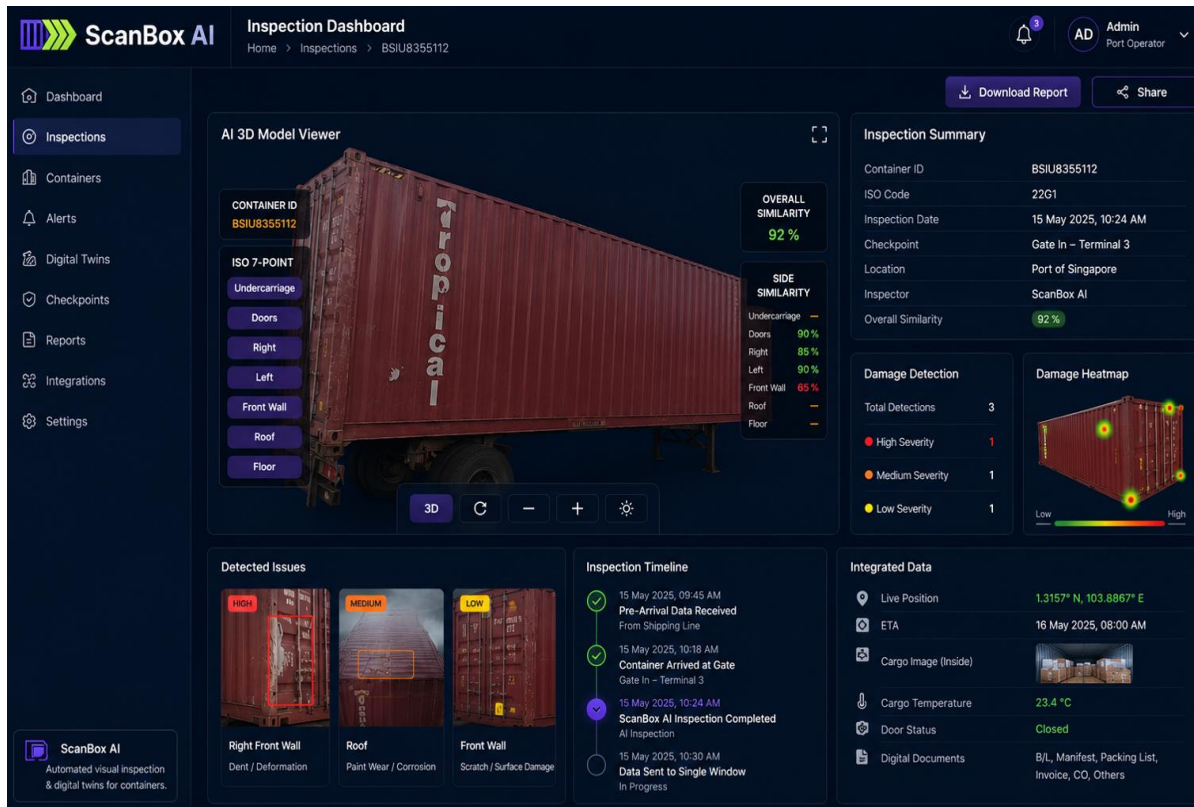 ScanBox AI
Inspection Dashboard
Home > Inspections > BSIU8355112
3
AD
Admin
Port Operator
Dashboard
Inspections
Containers
Alerts
Digital Twins
Checkpoints
Reports
Integrations
Settings
ScanBox AI
Automated visual inspection
& digital twins for containers.
Download Report
Share
AI 3D Model Viewer
CONTAINER ID
BSIU8355112
ISO 7-POINT
Undercarriage
Doors
Right
Left
Front Wall
Roof
Floor
Tropical
OVERALL
SIMILARITY
92 %
SIDE
SIMILARITY
Undercarriage —
Doors 90 %
Right 85 %
Left 90 %
Front Wall 65 %
Roof —
Floor —
3D
Inspection Summary
Container ID BSIU8355112
ISO Code 22G1
Inspection Date 15 May 2025, 10:24 AM
Checkpoint Gate In – Terminal 3
Location Port of Singapore
Inspector ScanBox AI
Overall Similarity 92 %
Damage Detection
Total Detections 3
High Severity 1
Medium Severity 1
Low Severity 1
Damage Heatmap
Low High
Detected Issues
HIGH
Right Front Wall
Dent / Deformation
MEDIUM
Roof
Paint Wear / Corrosion
LOW
Front Wall
Scratch / Surface Damage
Inspection Timeline
15 May 2025, 09:45 AM
Pre-Arrival Data Received
From Shipping Line
15 May 2025, 10:18 AM
Container Arrived at Gate
Gate In – Terminal 3
15 May 2025, 10:24 AM
ScanBox AI Inspection Completed
AI Inspection
15 May 2025, 10:30 AM
Data Sent to Single Window
In Progress
Integrated Data
Live Position 1.3157° N, 103.8867° E
ETA 16 May 2025, 08:00 AM
Cargo Image (Inside)
Cargo Temperature 23.4 °C
Door Status Closed
Digital Documents B/L, Manifest, Packing List,
Invoice, CO, Others